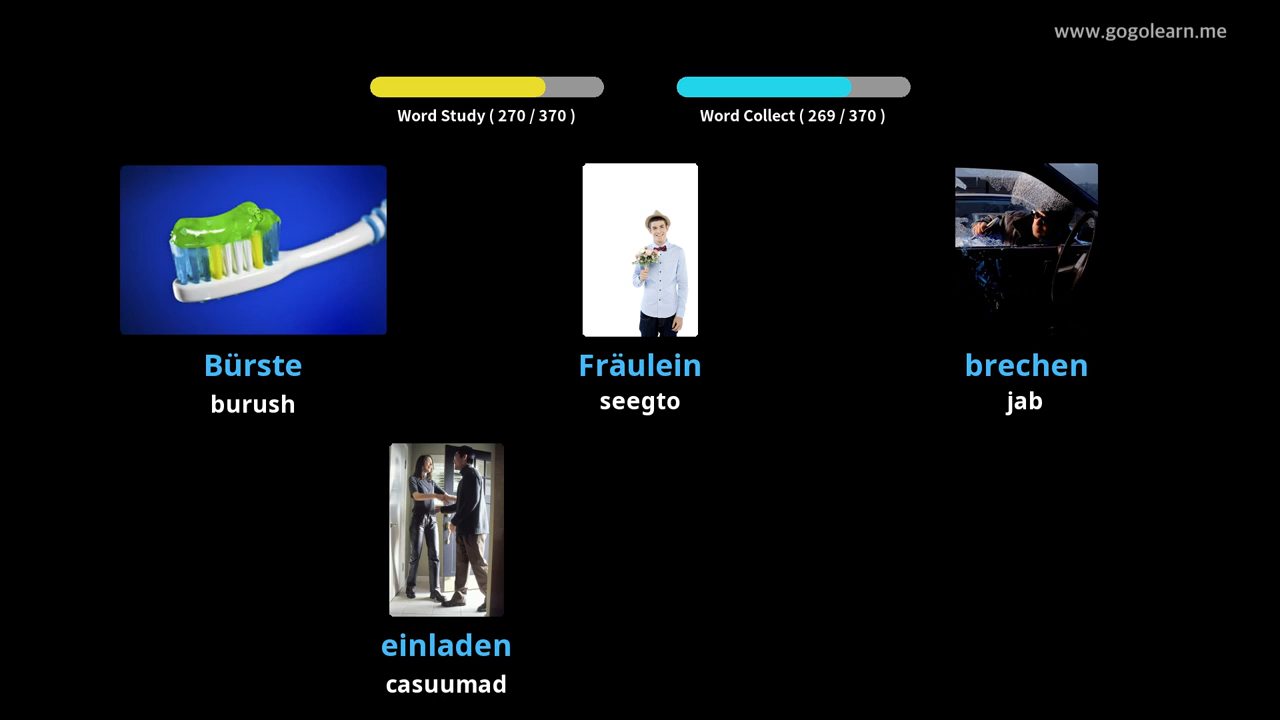 www.gogolearn.me
Word Study ( 270 / 370 )
Word Collect ( 269 / 370 )
Bürste
burush
Fräulein
seegto
brechen
jab
einladen
casuumad